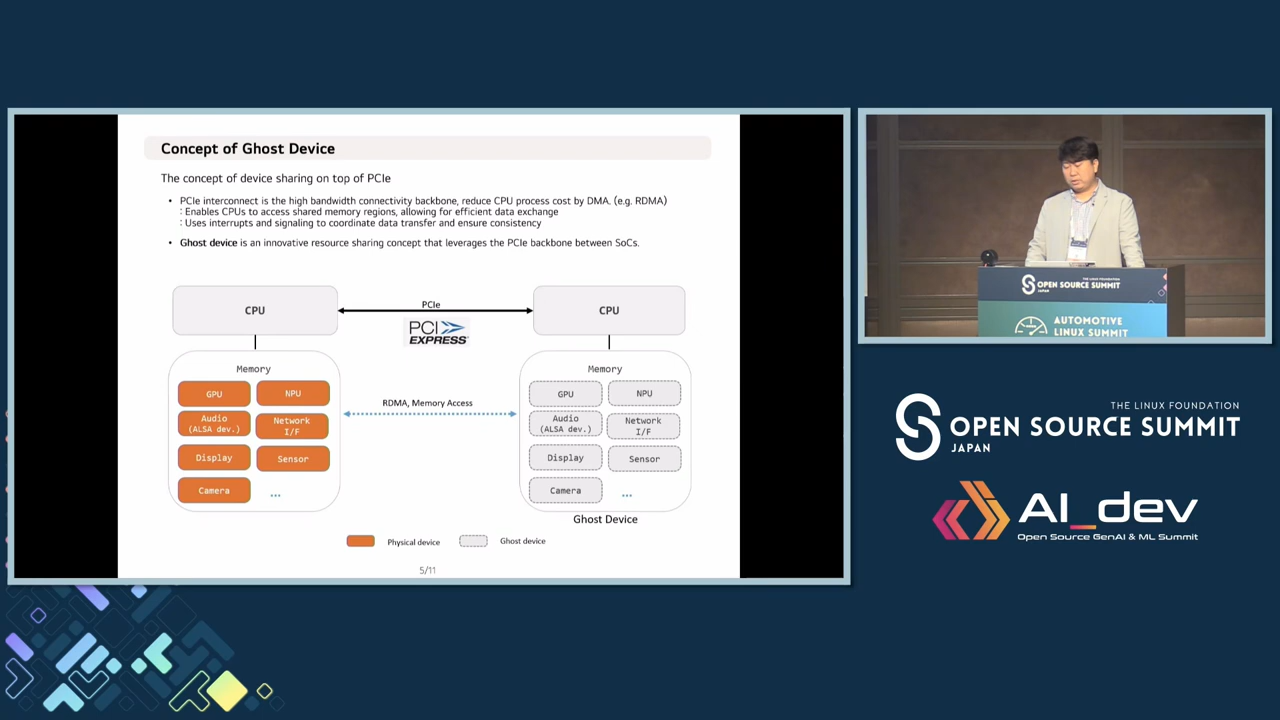 Concept of Ghost Device
The concept of device sharing on top of PCIe
• PCIe interconnect is the high bandwidth connectivity backbone, reduce CPU process cost by DMA. (e.g. RDMA)
: Enables CPUs to access shared memory regions, allowing for efficient data exchange
: Uses interrupts and signaling to coordinate data transfer and ensure consistency
• Ghost device is an innovative resource sharing concept that leverages the PCIe backbone between SoCs.
CPU
PCIe
PCI
EXPRESS
CPU
Memory
GPU
NPU
Audio
(ALSA dev.)
Network
I/F
Display
Sensor
Camera
...
RDMA, Memory Access
Memory
GPU
NPU
Audio
(ALSA dev.)
Network
I/F
Display
Sensor
Camera
...
Ghost Device
Physical device
Ghost device
5/11
THE LINUX FOUNDATION
OPEN SOURCE SUMMIT
JAPAN
AUTOMOTIVE
LINUX SUMMIT
THE LINUX FOUNDATION
OPEN SOURCE SUMMIT
JAPAN
AI_dev
Open Source GenAI & ML Summit